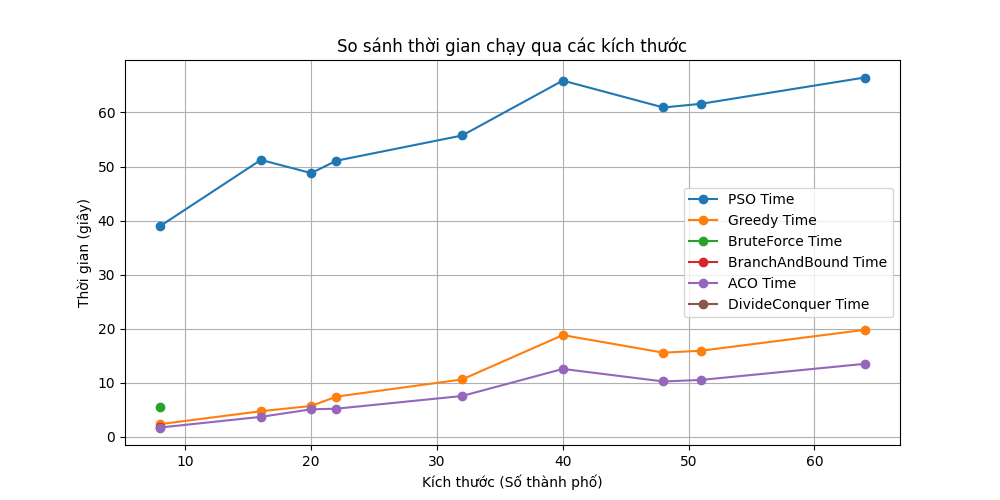 So sánh thời gian chạy qua các kích thước
Thời gian (giây)
60
50
40
30
20
10
0
PSO Time
Greedy Time
BruteForce Time
BranchAndBound Time
ACO Time
DivideConquer Time
10 20 30 40 50 60
Kích thước (Số thành phố)